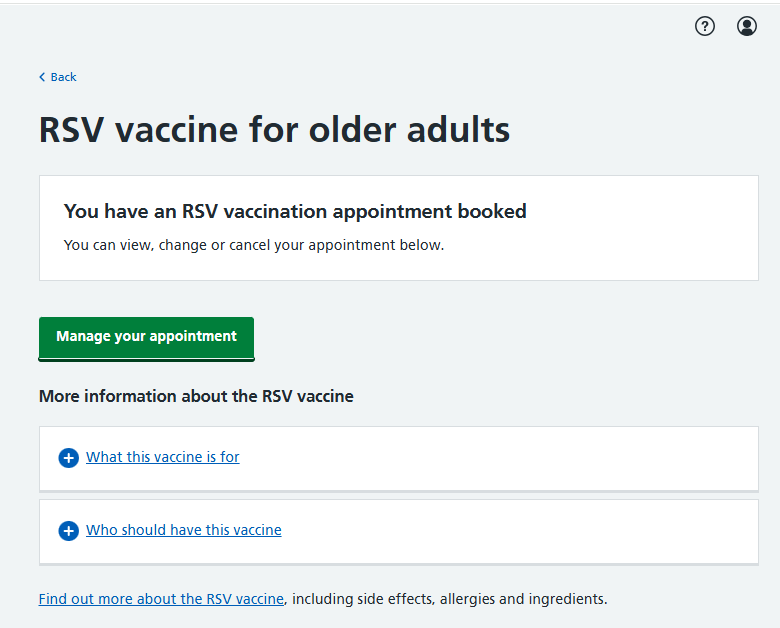 Back
RSV vaccine for older adults
You have an RSV vaccination appointment booked
You can view, change or cancel your appointment below.
Manage your appointment
More information about the RSV vaccine
What this vaccine is for
Who should have this vaccine
Find out more about the RSV vaccine, including side effects, allergies and ingredients.